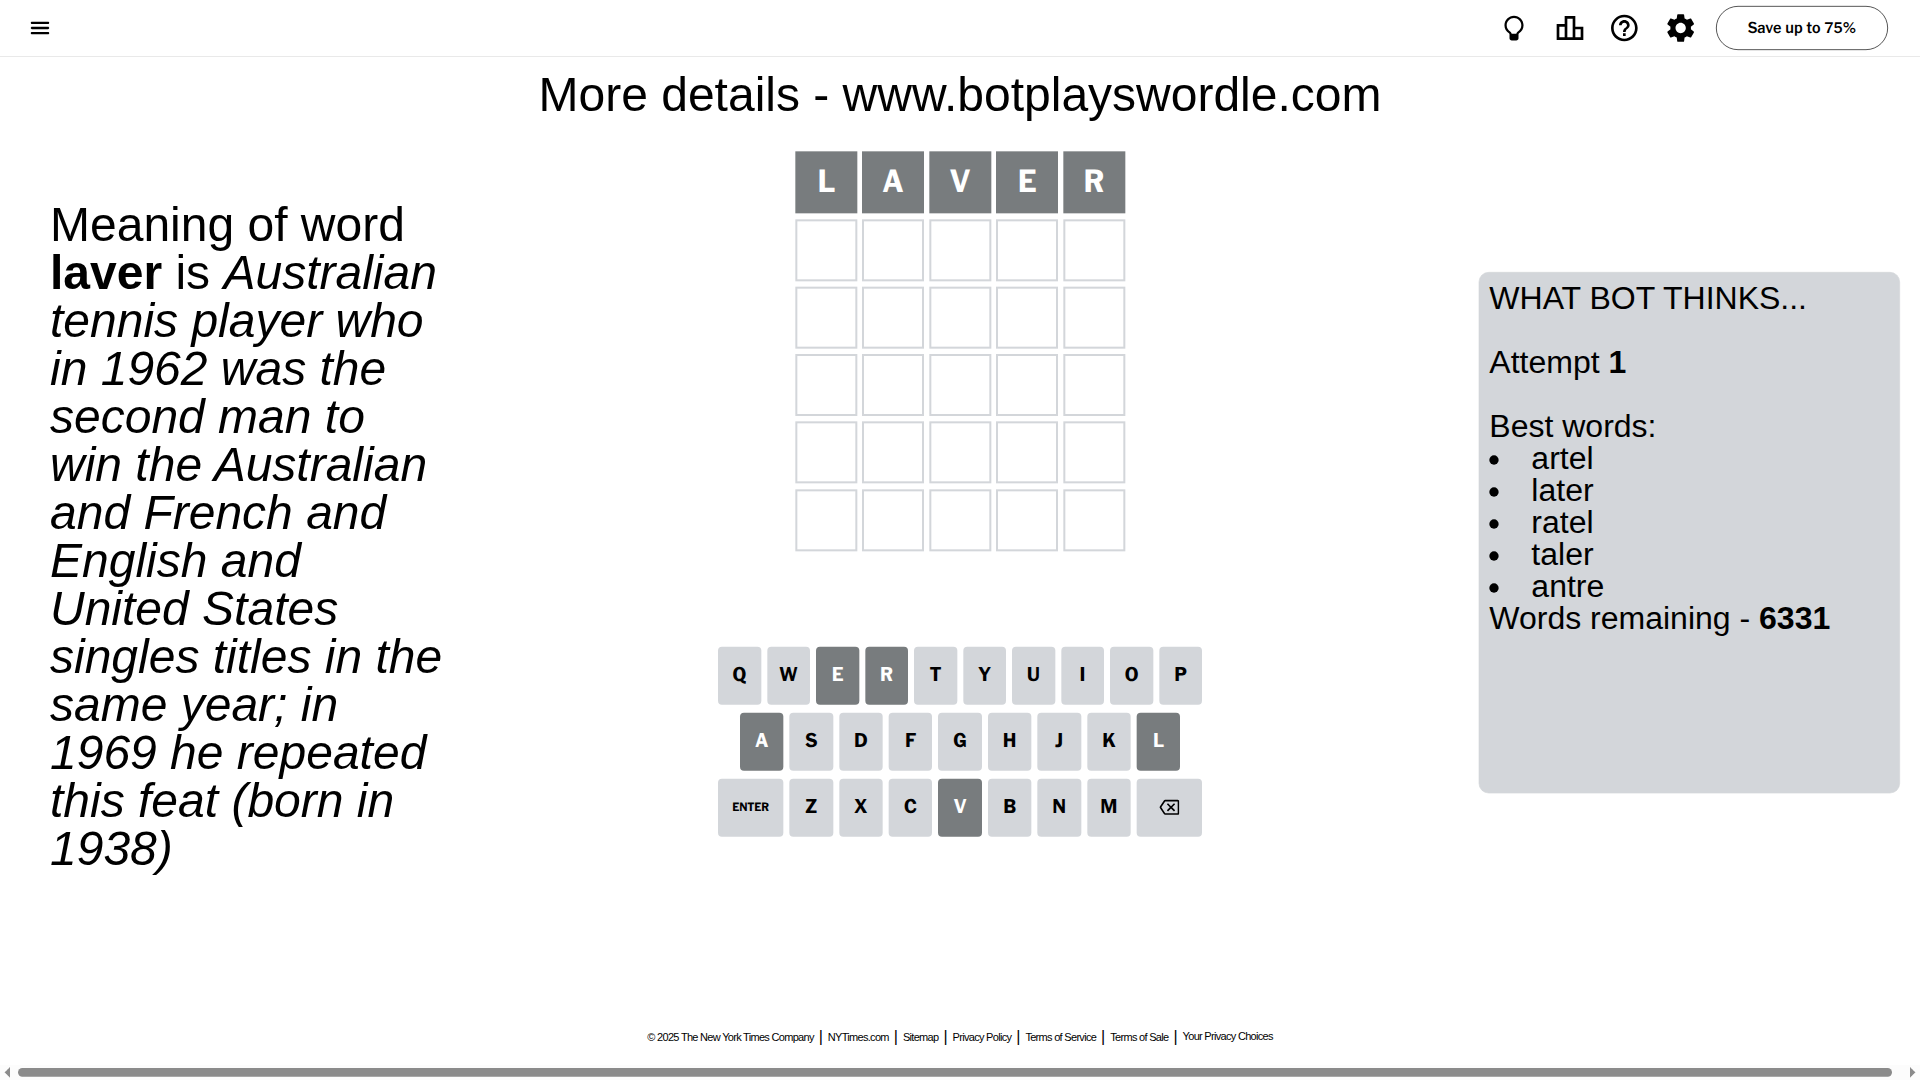 Save up to 75%
More details - www.botplayswordle.com
L A V E R
Meaning of word
laver is Australian
tennis player who
in 1962 was the
second man to
win the Australian
and French and
English and
United States
singles titles in the
same year; in
1969 he repeated
this feat (born in
1938)
WHAT BOT THINKS...
Attempt 1
Best words:
• artel
• later
• ratel
• taler
• antre
Words remaining - 6331
Q W E R T Y U I O P
A S D F G H J K L
ENTER Z X C V B N M
© 2025 The New York Times Company | NYTimes.com | Sitemap | Privacy Policy | Terms of Service | Terms of Sale | Your Privacy Choices